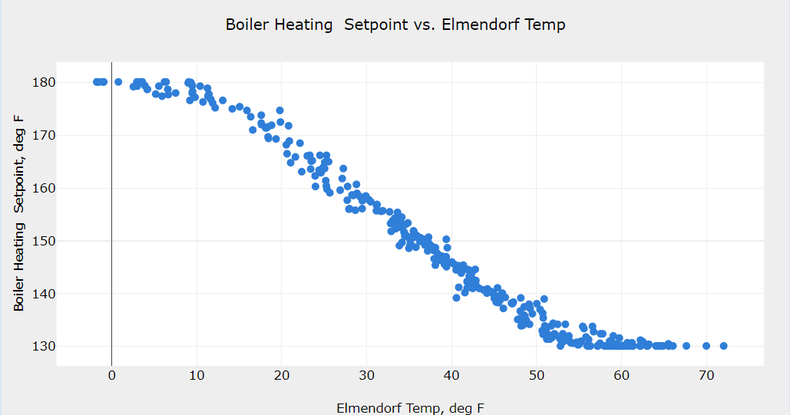 Boiler Heating  Setpoint vs. Elmendorf Temp
Boiler Heating  Setpoint, deg F
180
170
160
150
140
130
0 10 20 30 40 50 60 70
Elmendorf Temp, deg F